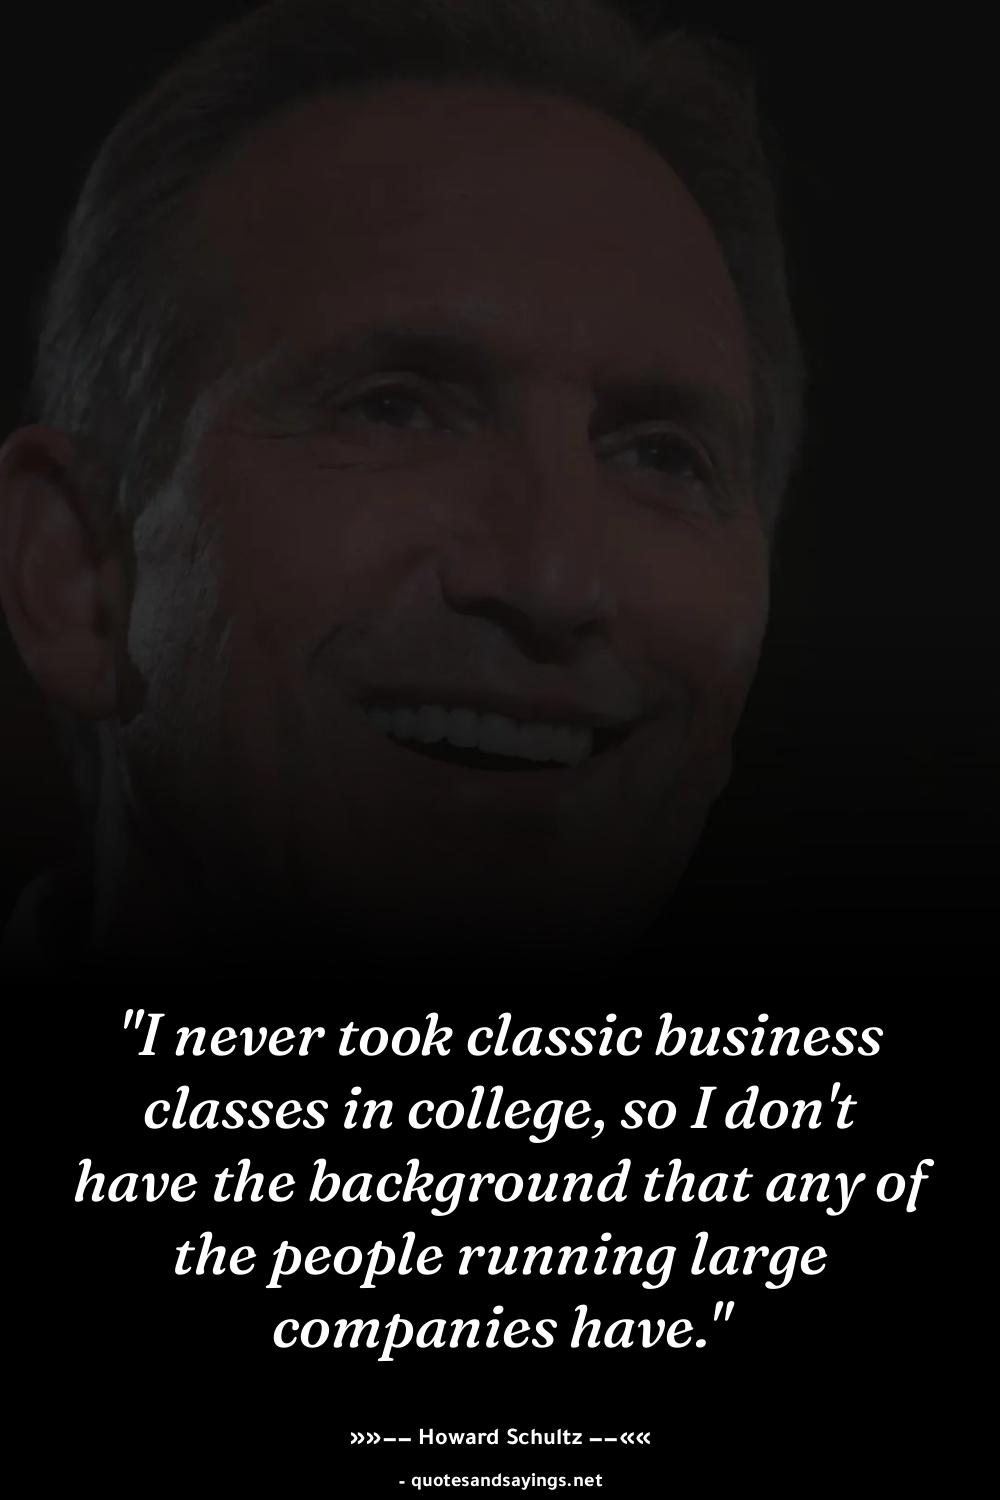 "I never took classic business
classes in college, so I don't
have the background that any of
the people running large
companies have."
»»−− Howard Schultz −−««
- quotesandsayings.net